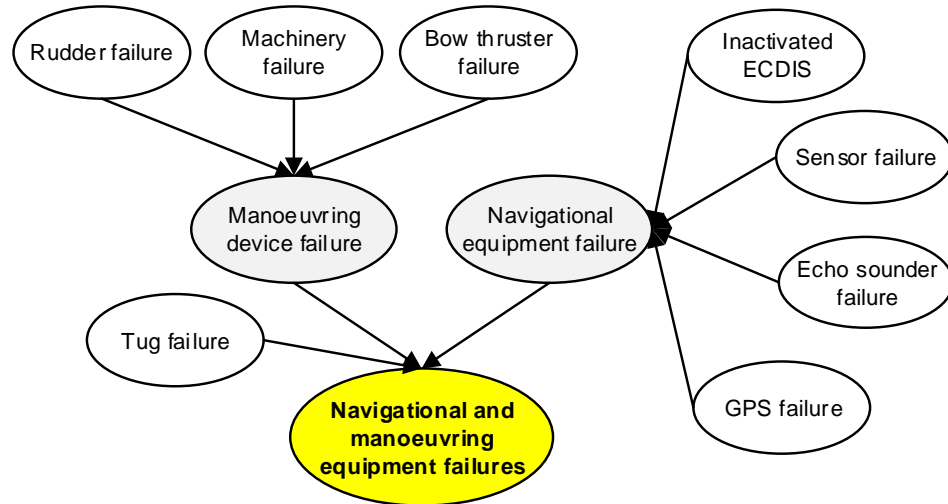 Rudder failure
Machinery
failure
Bow thruster
failure
Inactivated
ECDIS
Sensor failure
Manoeuvring
device failure
Navigational
equipment failure
Echo sounder
failure
Tug failure
GPS failure
Navigational and
manoeuvring
equipment failures